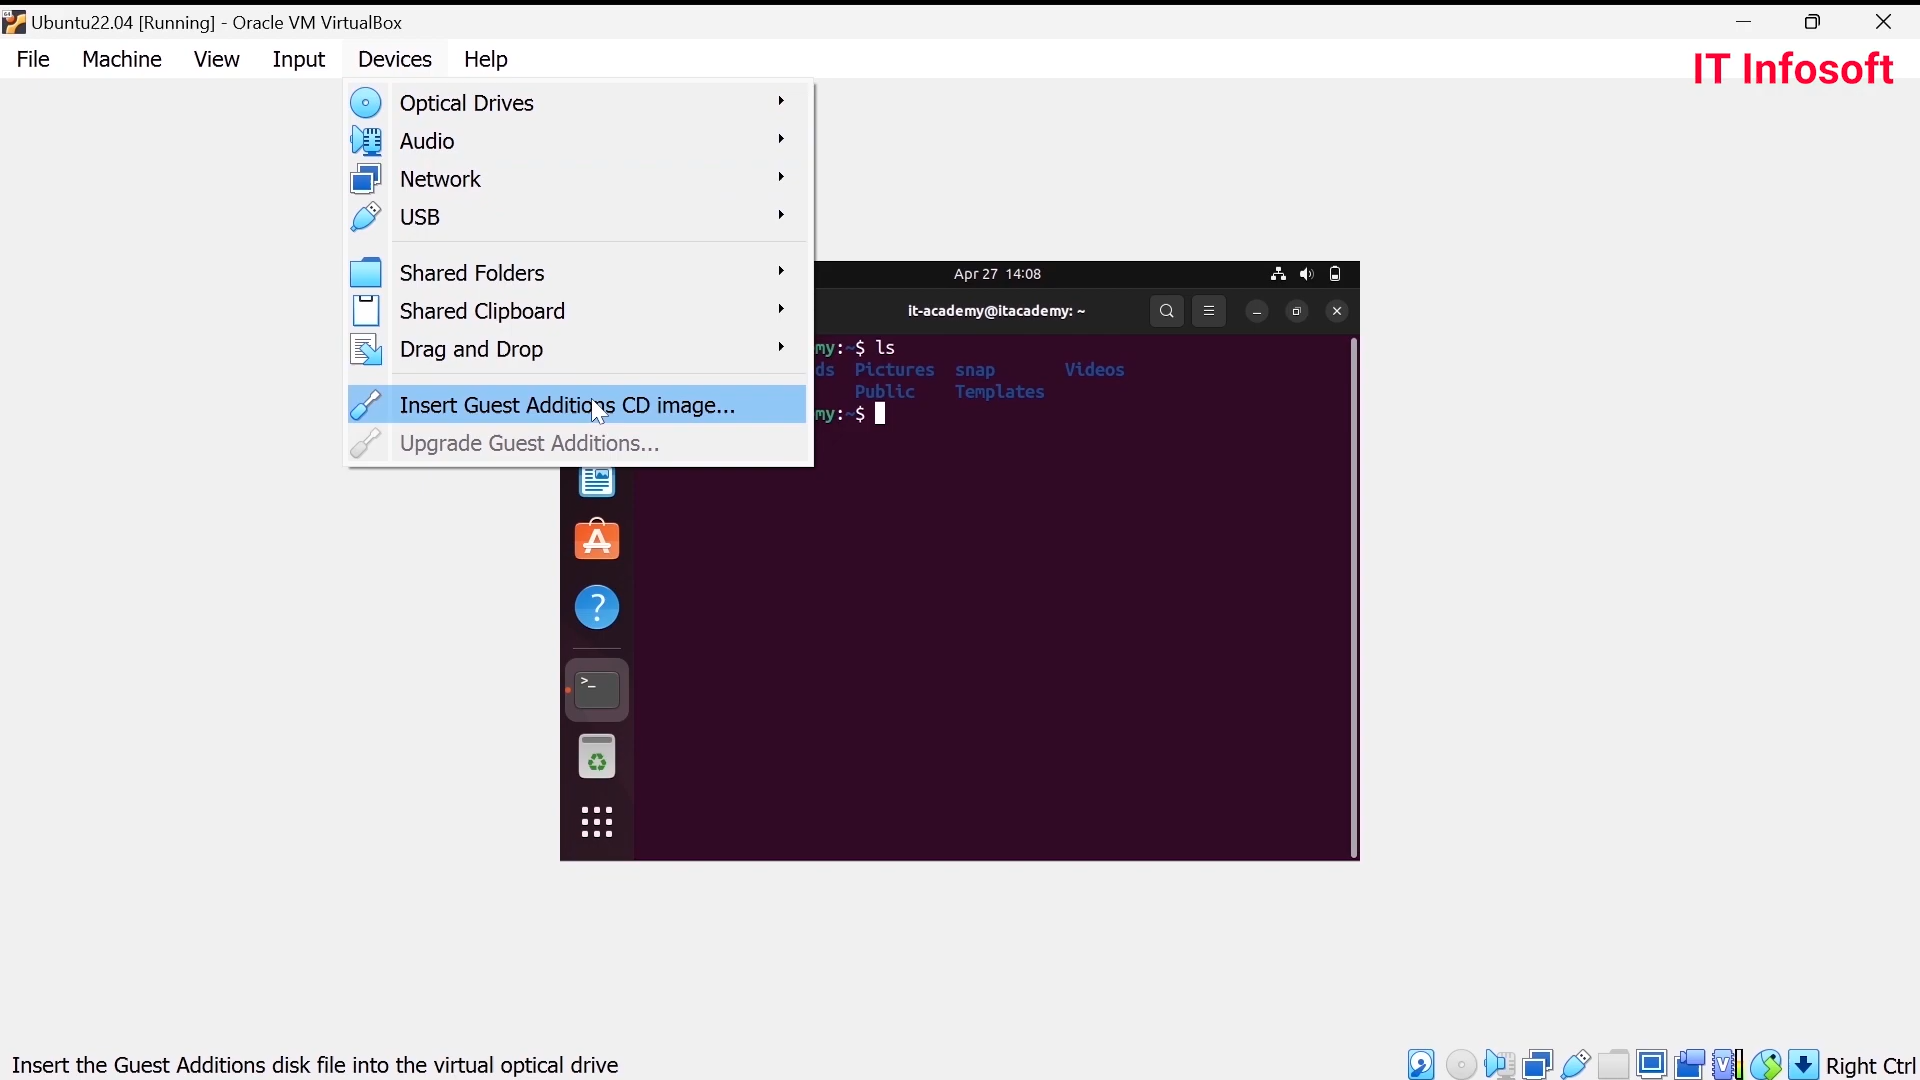 Ubuntu22.04 [Running] - Oracle VM VirtualBox
File Machine View Input Devices Help
IT Infosoft
Optical Drives
Audio
Network
USB
Shared Folders
Shared Clipboard
Drag and Drop
Insert Guest Additions CD image...
Upgrade Guest Additions...
Apr 27 14:08
it-academy@itacademy: ~
my:~$ ls
ds Pictures snap Videos
Public Templates
my:~$
Insert the Guest Additions disk file into the virtual optical drive
Right Ctrl